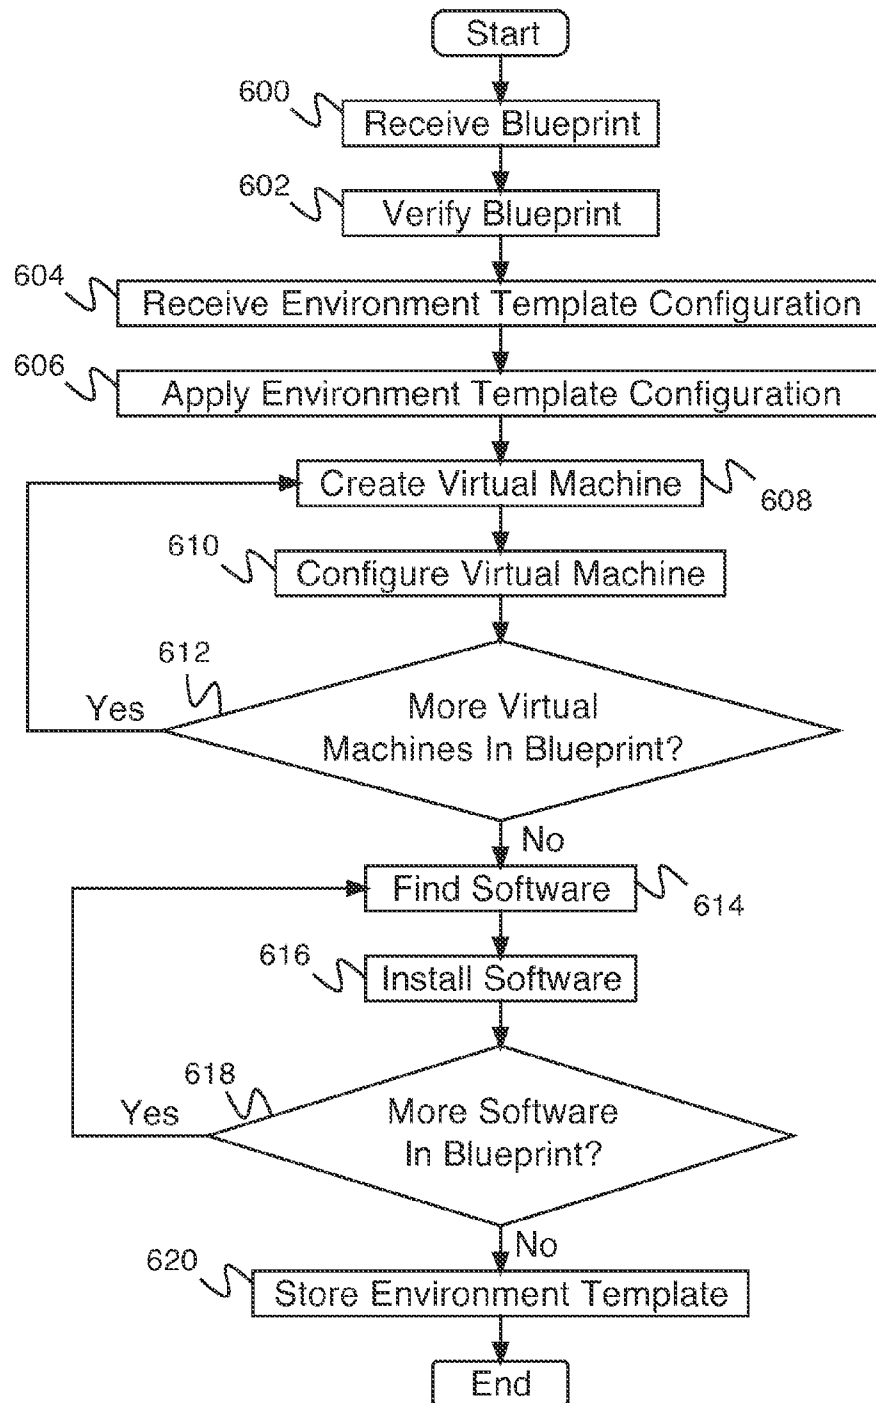 Start
600
Receive Blueprint
602
Verify Blueprint
604
Receive Environment Template Configuration
606
Apply Environment Template Configuration
Create Virtual Machine
608
610
Configure Virtual Machine
612
Yes
More Virtual
Machines In Blueprint?
No
Find Software
614
616
Install Software
618
Yes
More Software
In Blueprint?
No
620
Store Environment Template
End